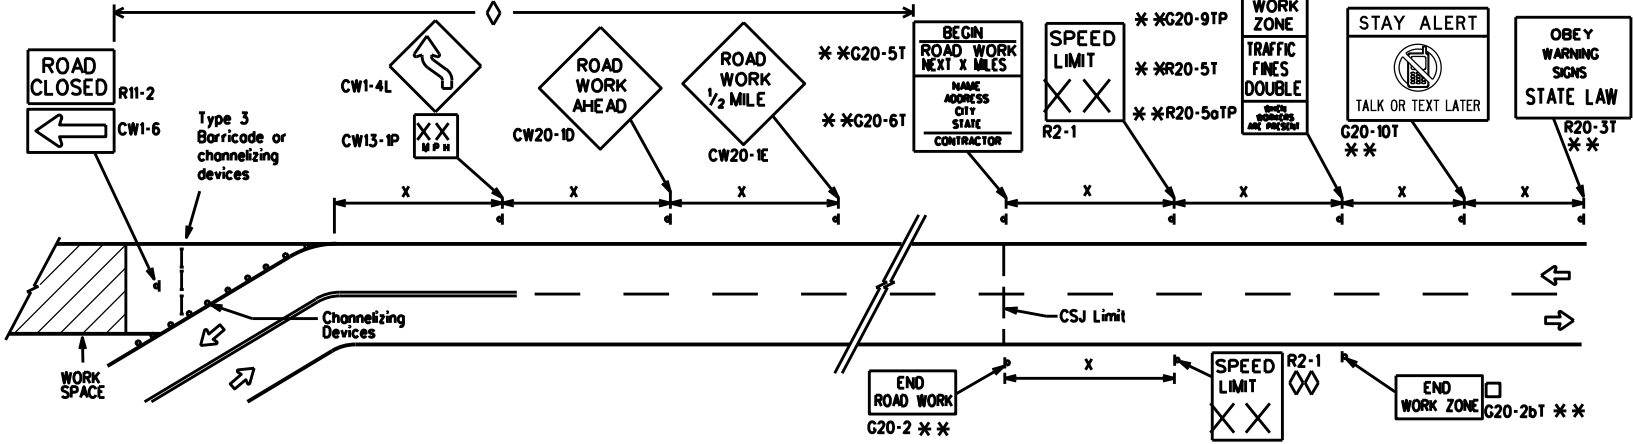 ROAD
CLOSED
R11-2
CW1-6
Type 3
Barricade or
channelizing
devices
CW1-4L
XX
MPH
CW13-1P
ROAD
WORK
AHEAD
CW20-1D
ROAD
WORK
1/2 MILE
CW20-1E
* *G20-5T
* *G20-6T
BEGIN
ROAD WORK
NEXT X MILES
NAME
ADDRESS
CITY
STATE
CONTRACTOR
SPEED
LIMIT
XX
R2-1
* *G20-9TP
* *R20-5T
* *R20-5aTP
WORK
ZONE
TRAFFIC
FINES
DOUBLE
WHEN
WORKERS
ARE PRESENT
STAY ALERT
TALK OR TEXT LATER
G20-10T
* *
OBEY
WARNING
SIGNS
STATE LAW
R20-3T
* *
X
X
X
X
X
X
X
Channelizing
Devices
CSJ Limit
WORK
SPACE
END
ROAD WORK
G20-2 * *
X
SPEED
LIMIT
XX
R2-1
END
WORK ZONE
G20-2bT * *